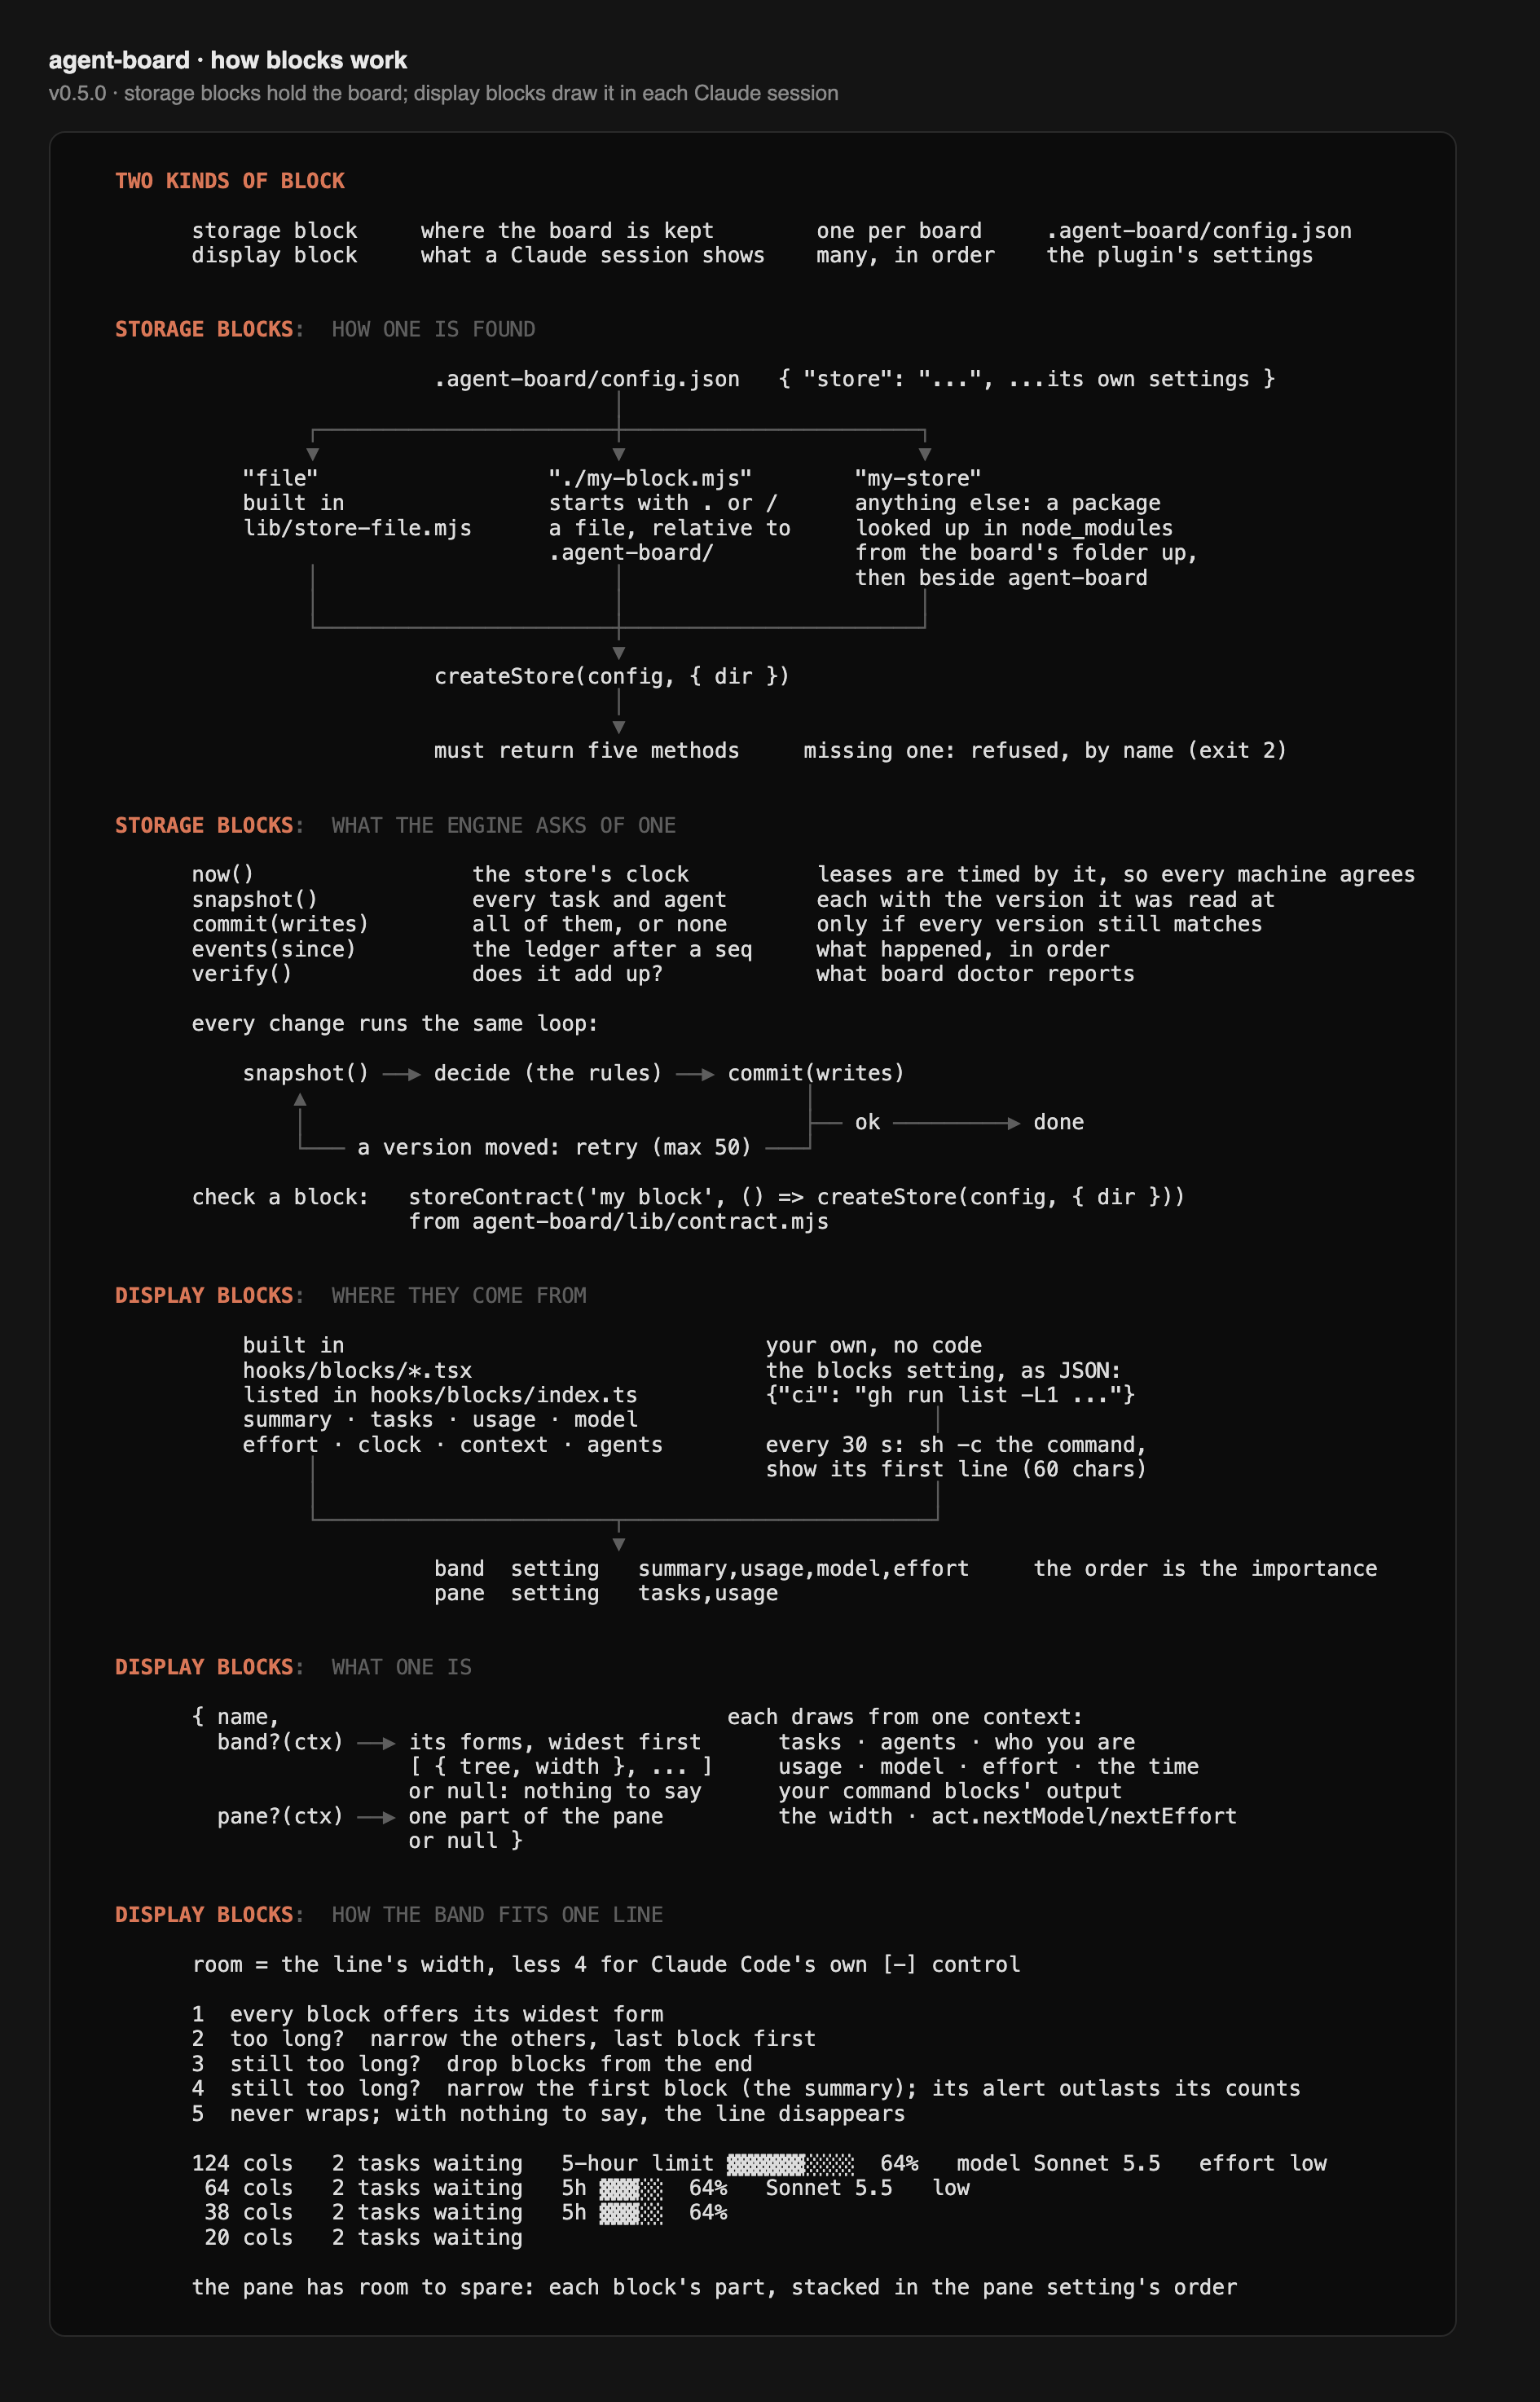 agent-board · how blocks work
v0.5.0 · storage blocks hold the board; display blocks draw it in each Claude session
TWO KINDS OF BLOCK
storage block where the board is kept one per board .agent-board/config.json
display block what a Claude session shows many, in order the plugin's settings
STORAGE BLOCKS: HOW ONE IS FOUND
.agent-board/config.json { "store": "...", ...its own settings }
"file" "./my-block.mjs" "my-store"
built in starts with . or / anything else: a package
lib/store-file.mjs a file, relative to looked up in node_modules
.agent-board/ from the board's folder up,
then beside agent-board
createStore(config, { dir })
must return five methods missing one: refused, by name (exit 2)
STORAGE BLOCKS: WHAT THE ENGINE ASKS OF ONE
now() the store's clock leases are timed by it, so every machine agrees
snapshot() every task and agent each with the version it was read at
commit(writes) all of them, or none only if every version still matches
events(since) the ledger after a seq what happened, in order
verify() does it add up? what board doctor reports
every change runs the same loop:
snapshot() → decide (the rules) → commit(writes)
ok → done
a version moved: retry (max 50)
check a block: storeContract('my block', () => createStore(config, { dir }))
from agent-board/lib/contract.mjs
DISPLAY BLOCKS: WHERE THEY COME FROM
built in your own, no code
hooks/blocks/*.tsx the blocks setting, as JSON:
listed in hooks/blocks/index.ts {"ci": "gh run list -L1 ..."}
summary · tasks · usage · model
effort · clock · context · agents every 30 s: sh -c the command,
show its first line (60 chars)
band setting summary,usage,model,effort the order is the importance
pane setting tasks,usage
DISPLAY BLOCKS: WHAT ONE IS
{ name, each draws from one context:
band?(ctx) → its forms, widest first tasks · agents · who you are
[ { tree, width }, ... ] usage · model · effort · the time
or null: nothing to say your command blocks' output
pane?(ctx) → one part of the pane the width · act.nextModel/nextEffort
or null }
DISPLAY BLOCKS: HOW THE BAND FITS ONE LINE
room = the line's width, less 4 for Claude Code's own [-] control
1 every block offers its widest form
2 too long? narrow the others, last block first
3 still too long? drop blocks from the end
4 still too long? narrow the first block (the summary); its alert outlasts its counts
5 never wraps; with nothing to say, the line disappears
124 cols 2 tasks waiting 5-hour limit ▓▓▓▓▓▓░░░░ 64% model Sonnet 5.5 effort low
64 cols 2 tasks waiting 5h ▓▓▓░░ 64% Sonnet 5.5 low
38 cols 2 tasks waiting 5h ▓▓▓░░ 64%
20 cols 2 tasks waiting
the pane has room to spare: each block's part, stacked in the pane setting's order